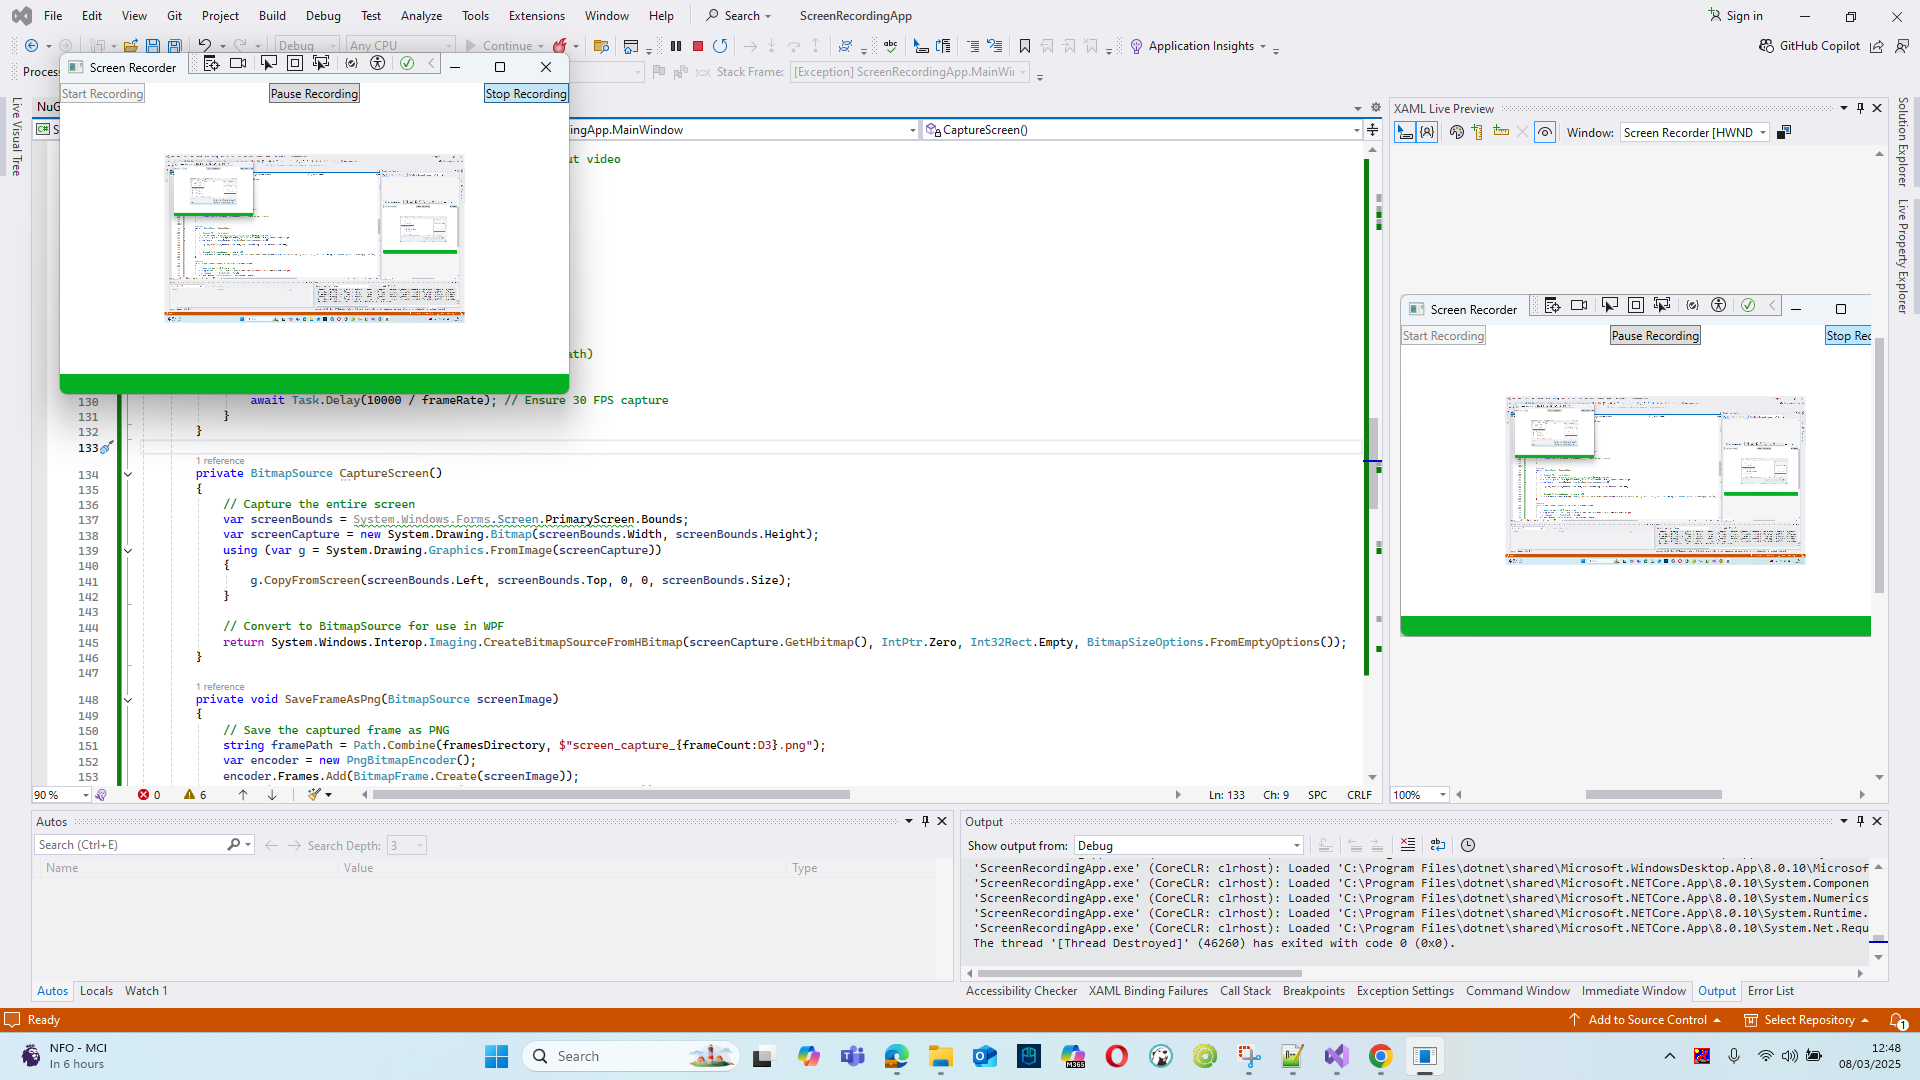 File Edit View Git Project Build Debug Test Analyze Tools Extensions Window Help Search ScreenRecordingApp Sign in
Debug Any CPU Continue Application Insights GitHub Copilot
Process
Screen Recorder
Stack Frame: [Exception] ScreenRecordingApp.MainWi
Start Recording Pause Recording Stop Recording
Live Visual Tree
NuG
C# S
ngApp.MainWindow CaptureScreen()
ut video
ath)
130 await Task.Delay(10000 / frameRate); // Ensure 30 FPS capture
131 }
132 }
133
1 reference
134 private BitmapSource CaptureScreen()
135 {
136 // Capture the entire screen
137 var screenBounds = System.Windows.Forms.Screen.PrimaryScreen.Bounds;
138 var screenCapture = new System.Drawing.Bitmap(screenBounds.Width, screenBounds.Height);
139 using (var g = System.Drawing.Graphics.FromImage(screenCapture))
140 {
141 g.CopyFromScreen(screenBounds.Left, screenBounds.Top, 0, 0, screenBounds.Size);
142 }
143
144 // Convert to BitmapSource for use in WPF
145 return System.Windows.Interop.Imaging.CreateBitmapSourceFromHBitmap(screenCapture.GetHbitmap(), IntPtr.Zero, Int32Rect.Empty, BitmapSizeOptions.FromEmptyOptions());
146 }
147
1 reference
148 private void SaveFrameAsPng(BitmapSource screenImage)
149 {
150 // Save the captured frame as PNG
151 string framePath = Path.Combine(framesDirectory, $"screen_capture_{frameCount:D3}.png");
152 var encoder = new PngBitmapEncoder();
153 encoder.Frames.Add(BitmapFrame.Create(screenImage));
90 % 0 6 Ln: 133 Ch: 9 SPC CRLF
XAML Live Preview
Window: Screen Recorder [HWND
Screen Recorder
Start Recording Pause Recording Stop Rec
100%
Solution Explorer
Live Property Explorer
Autos
Search (Ctrl+E) Search Depth: 3
Name Value Type
Autos Locals Watch 1
Output
Show output from: Debug
'ScreenRecordingApp.exe' (CoreCLR: clrhost): Loaded 'C:\Program Files\dotnet\shared\Microsoft.WindowsDesktop.App\8.0.10\Microsof
'ScreenRecordingApp.exe' (CoreCLR: clrhost): Loaded 'C:\Program Files\dotnet\shared\Microsoft.NETCore.App\8.0.10\System.Componen
'ScreenRecordingApp.exe' (CoreCLR: clrhost): Loaded 'C:\Program Files\dotnet\shared\Microsoft.NETCore.App\8.0.10\System.Numerics
'ScreenRecordingApp.exe' (CoreCLR: clrhost): Loaded 'C:\Program Files\dotnet\shared\Microsoft.NETCore.App\8.0.10\System.Runtime.
'ScreenRecordingApp.exe' (CoreCLR: clrhost): Loaded 'C:\Program Files\dotnet\shared\Microsoft.NETCore.App\8.0.10\System.Net.Requ
The thread '[Thread Destroyed]' (46260) has exited with code 0 (0x0).
Accessibility Checker XAML Binding Failures Call Stack Breakpoints Exception Settings Command Window Immediate Window Output Error List
Ready Add to Source Control Select Repository 1
NFO - MCI
In 6 hours
Search
M365
12:48
08/03/2025